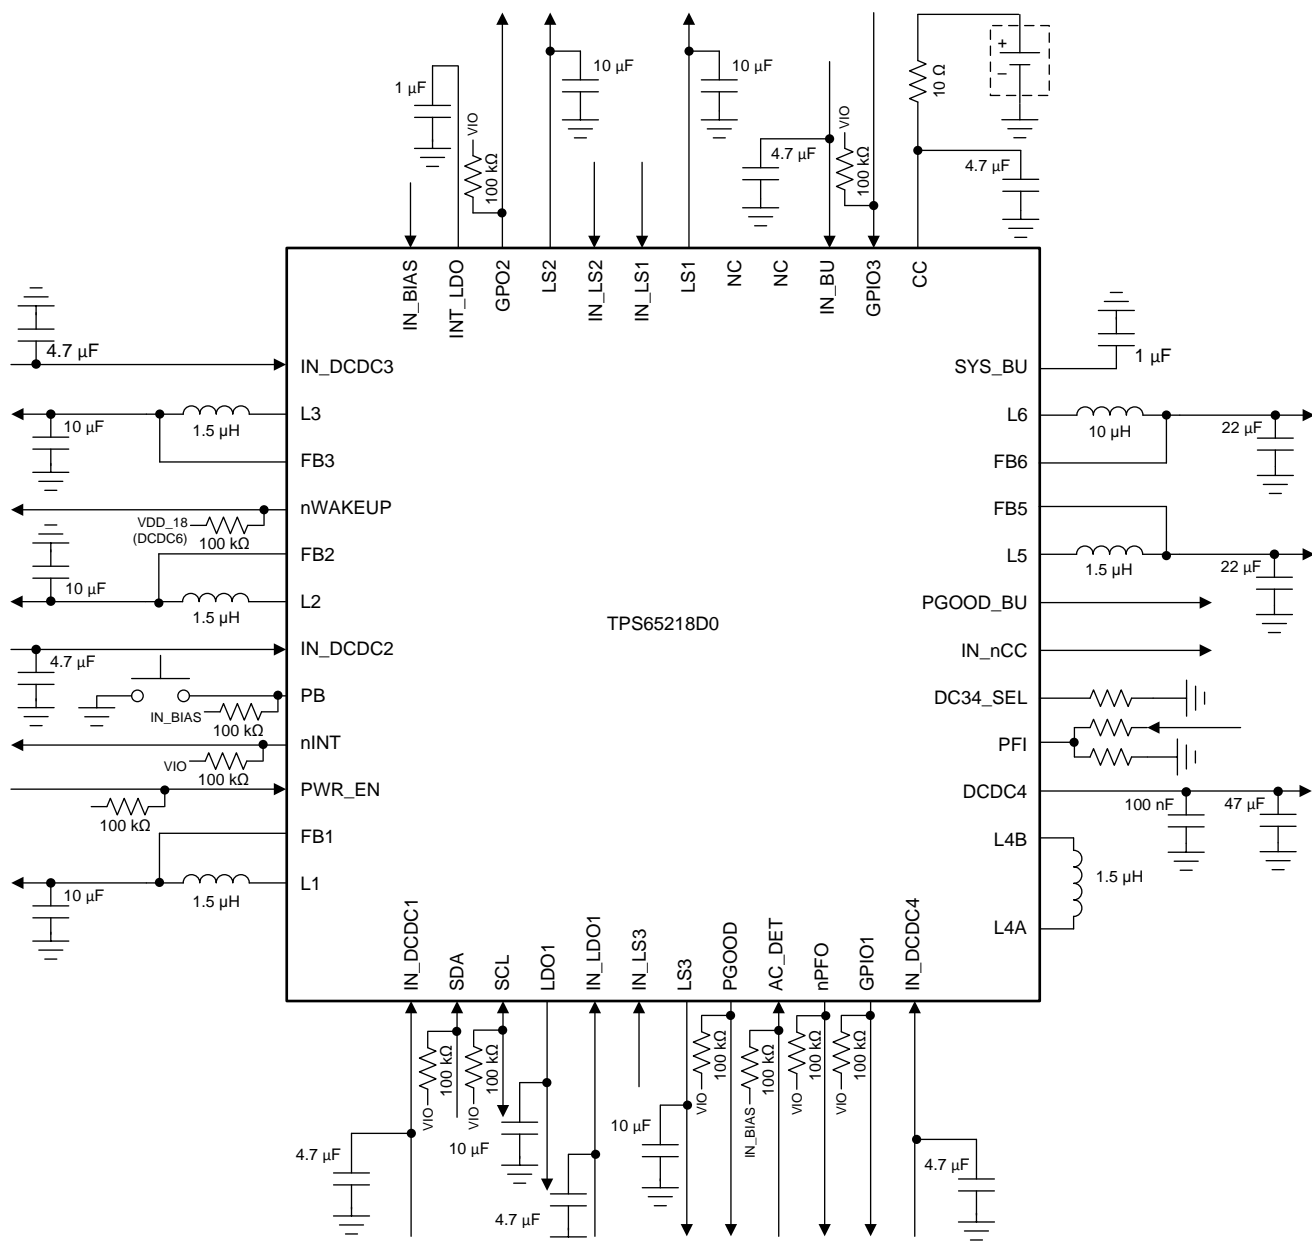 1 µF
VIO
100 kΩ
10 µF
10 µF
4.7 µF
VIO
100 kΩ
10 Ω
+
–
4.7 µF
IN_BIAS
INT_LDO
GPO2
LS2
IN_LS2
IN_LS1
LS1
NC
NC
IN_BU
GPIO3
CC
4.7 µF
IN_DCDC3
L3
10 µF
1.5 µH
FB3
nWAKEUP
VDD_18
(DCDC6)
100 kΩ
FB2
10 µF
L2
1.5 µH
IN_DCDC2
4.7 µF
PB
IN_BIAS
100 kΩ
nINT
VIO
100 kΩ
PWR_EN
100 kΩ
FB1
L1
10 µF
1.5 µH
TPS65218D0
SYS_BU
1 µF
L6
10 µH
22 µF
FB6
FB5
L5
1.5 µH
22 µF
PGOOD_BU
IN_nCC
DC34_SEL
PFI
DCDC4
100 nF
47 µF
L4B
1.5 µH
L4A
IN_DCDC1
SDA
SCL
LDO1
IN_LDO1
IN_LS3
LS3
PGOOD
AC_DET
nPFO
GPIO1
IN_DCDC4
100 kΩ
VIO
100 kΩ
VIO
100 kΩ
VIO
100 kΩ
IN_BIAS
100 kΩ
VIO
100 kΩ
VIO
4.7 µF
10 µF
4.7 µF
10 µF
4.7 µF